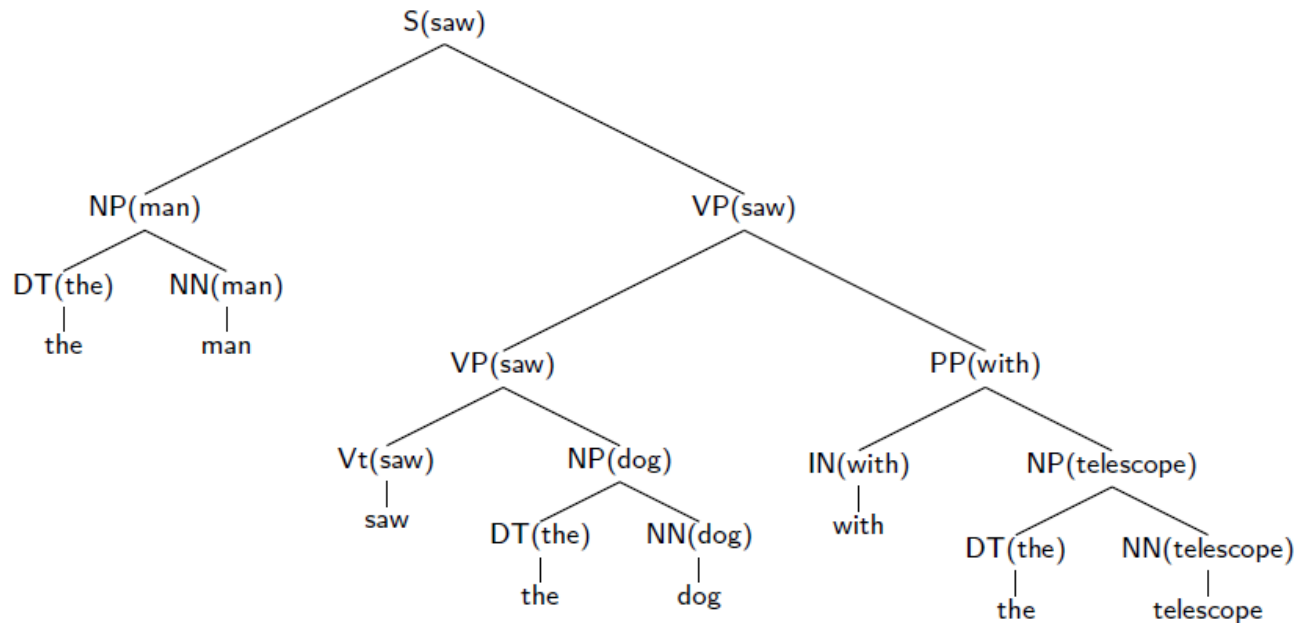 S(saw)
NP(man) VP(saw)
DT(the) NN(man)
the man
VP(saw) PP(with)
Vt(saw) NP(dog) IN(with) NP(telescope)
saw with
DT(the) NN(dog) DT(the) NN(telescope)
the dog the telescope